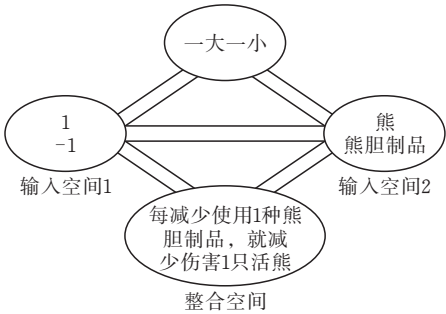 一大一小
1
-1
熊
熊胆制品
输入空间1
输入空间2
每减少使用1种熊
胆制品，就减
少伤害1只活熊
整合空间